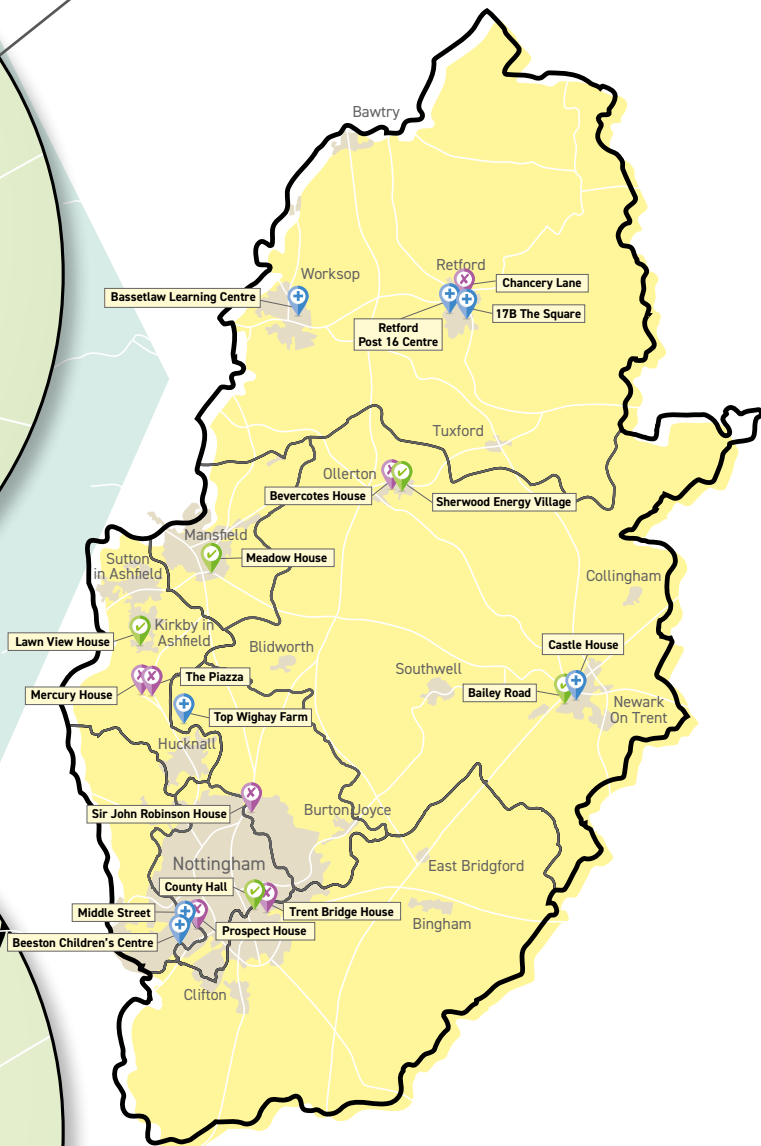 Bawtry
Worksop
Retford
Chancery Lane
Bassetlaw Learning Centre
17B The Square
Retford
Post 16 Centre
Tuxford
Ollerton
Bevercotes House
Sherwood Energy Village
Mansfield
Meadow House
Sutton
in Ashfield
Collingham
Kirkby in
Ashfield
Lawn View House
Blidworth
Castle House
Southwell
The Piazza
Mercury House
Bailey Road
Newark
On Trent
Top Wighay Farm
Hucknall
Sir John Robinson House
Burton Joyce
Nottingham
East Bridgford
County Hall
Middle Street
Trent Bridge House
Bingham
Prospect House
Beeston Children's Centre
Clifton